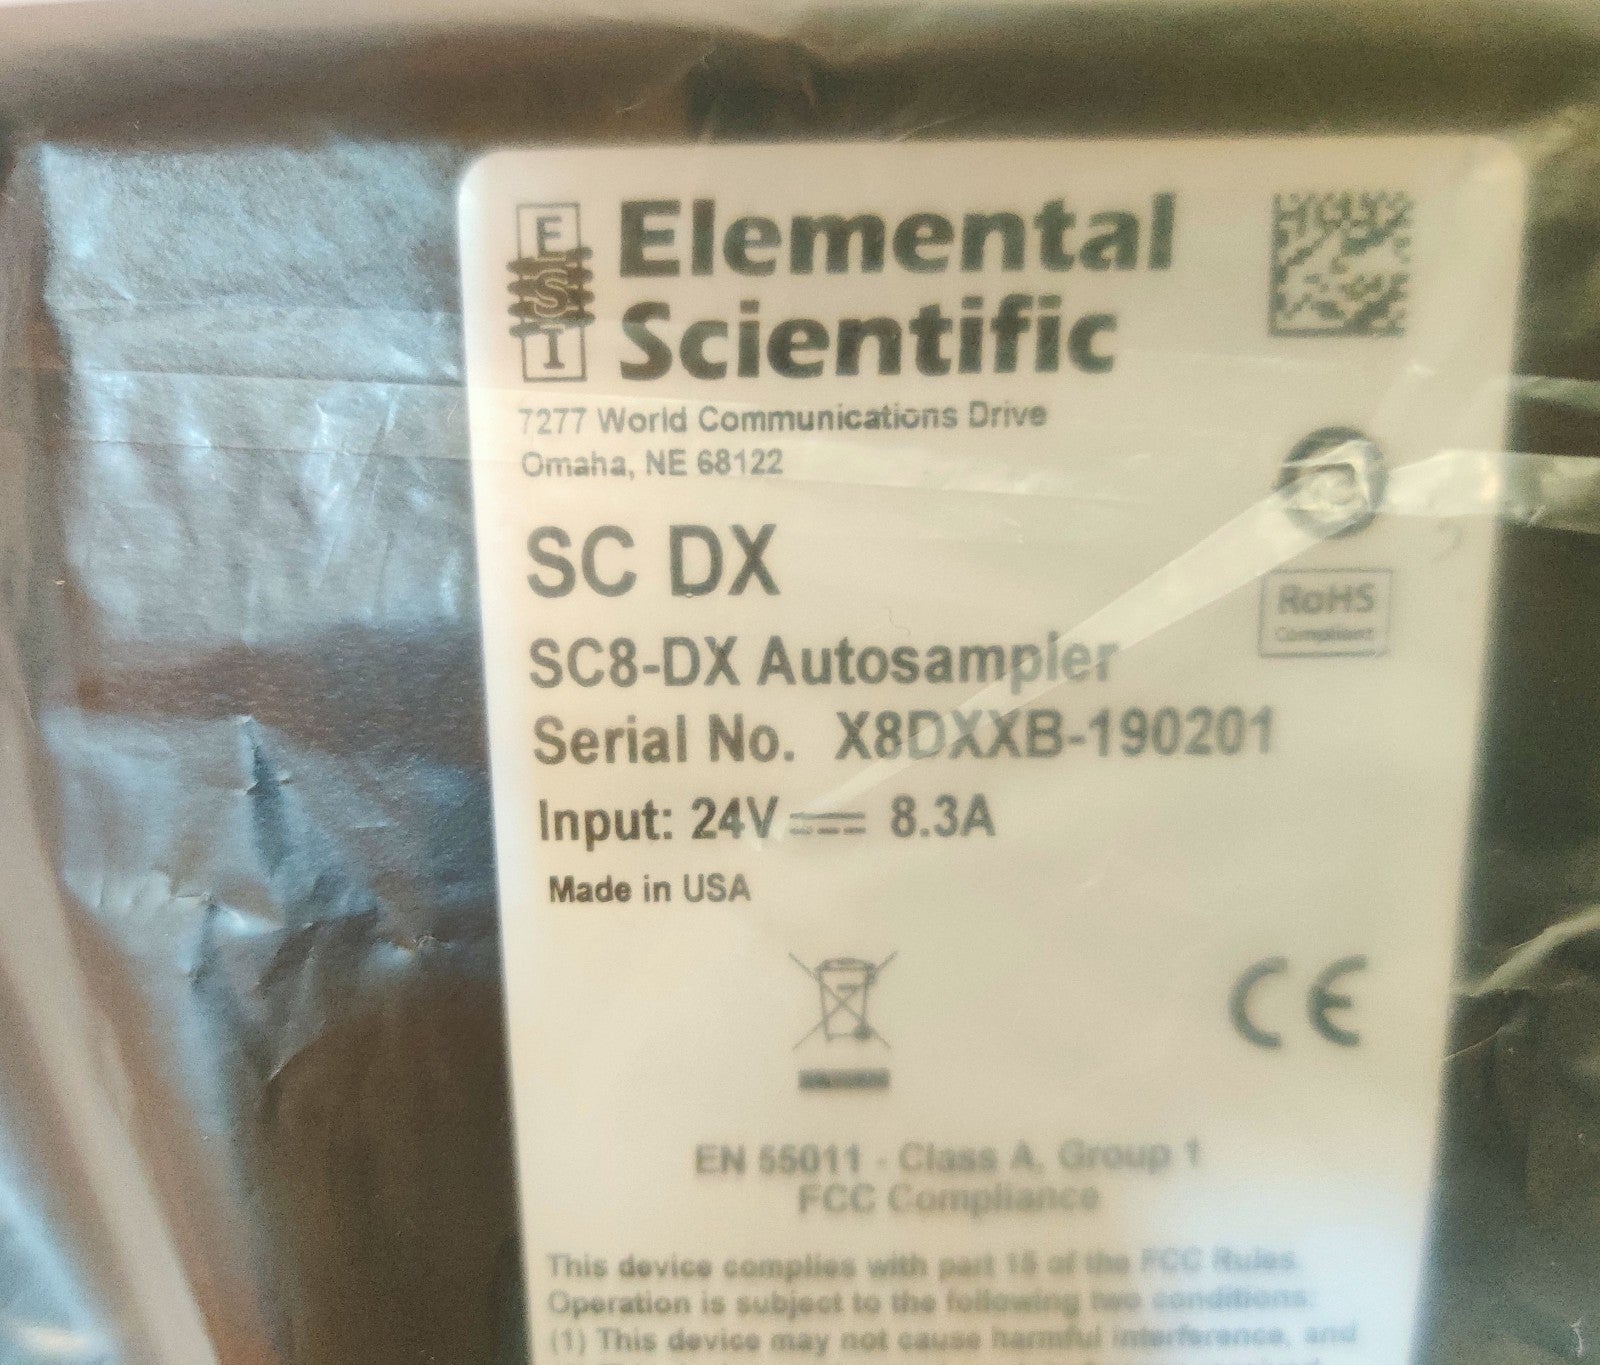 ESI
Elemental
Scientific
7277 World Communications Drive
Omaha, NE 68122
SC DX
RoHS
Compliant
SC8-DX Autosampler
Serial No. X8DXXB-190201
Input: 24V 8.3A
Made in USA
CE
EN 55011 - Class A, Group 1
FCC Compliance
This device complies with part 15 of the FCC Rules.
Operation is subject to the following two conditions:
(1) This device may not cause harmful interference, and